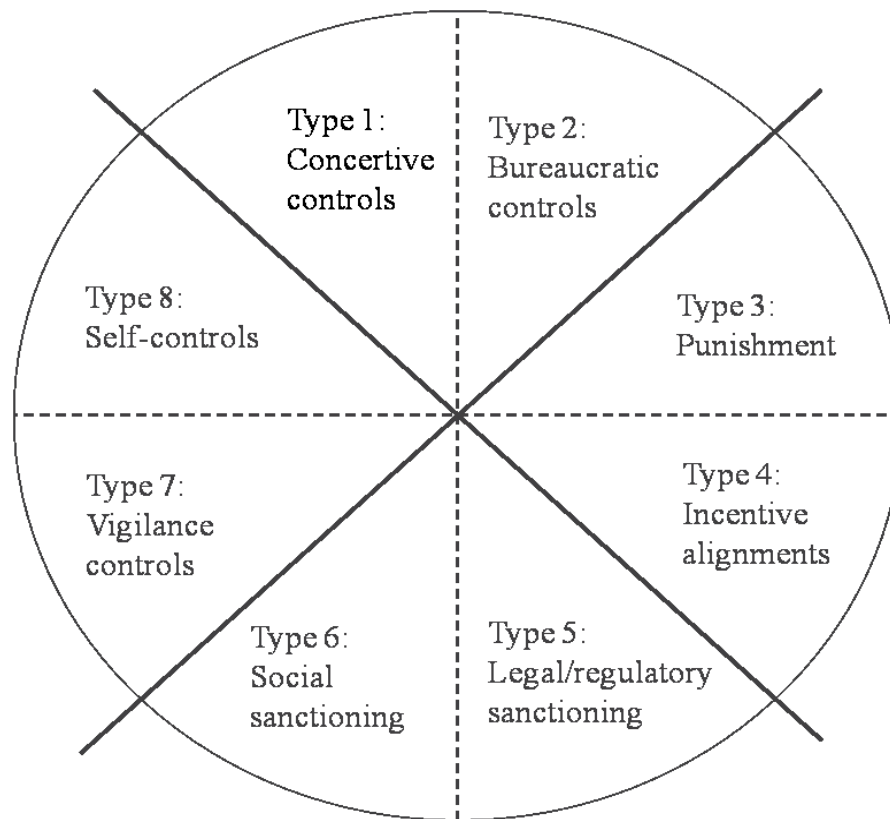 Type 1:
Concertive
controls
Type 2:
Bureaucratic
controls
Type 3:
Punishment
Type 4:
Incentive
alignments
Type 5:
Legal/regulatory
sanctioning
Type 6:
Social
sanctioning
Type 7:
Vigilance
controls
Type 8:
Self-controls